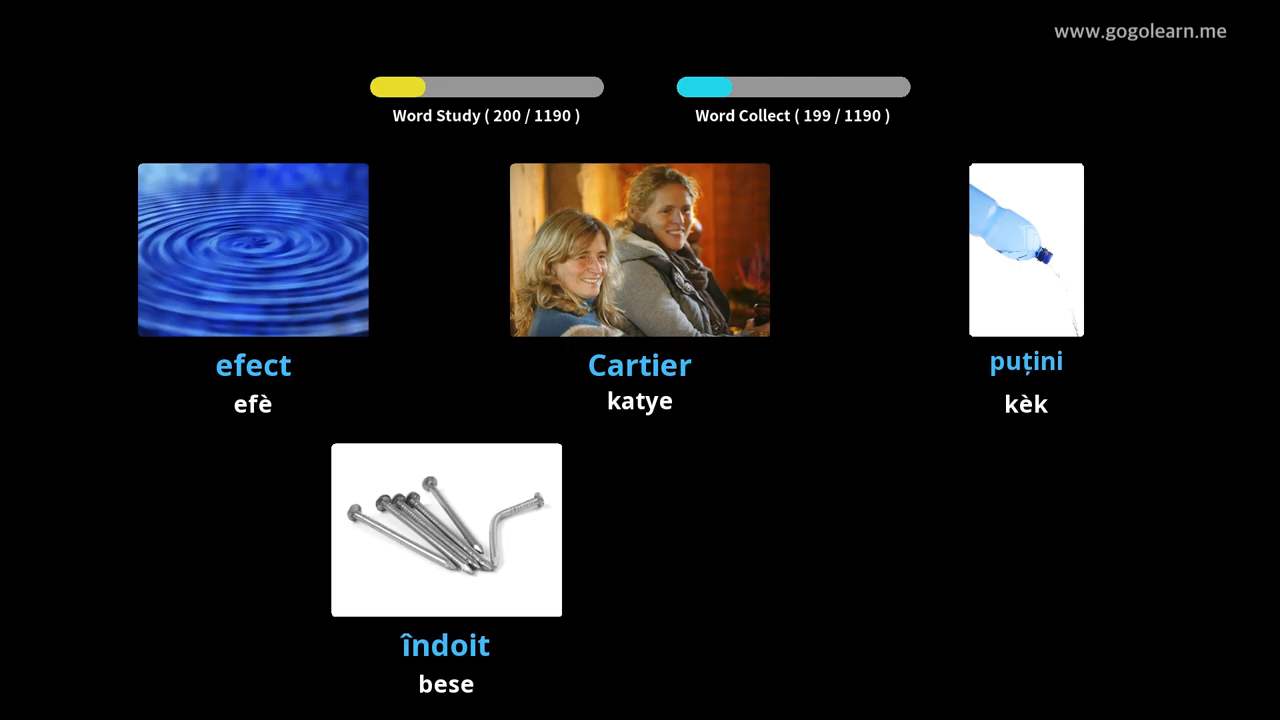 www.gogolearn.me
Word Study ( 200 / 1190 )
Word Collect ( 199 / 1190 )
efect
efè
Cartier
katye
puțini
kèk
îndoit
bese